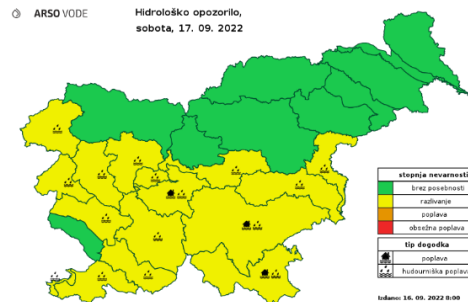 ARSO VODE
Hidrološko opozorilo,
sobota, 17. 09. 2022
stopnja nevarnosti
brez posebnosti
razlivanje
poplava
obsežna poplava
tip dogodka
poplava
hudourniška poplava
Izdano: 16. 09. 2022 0:00